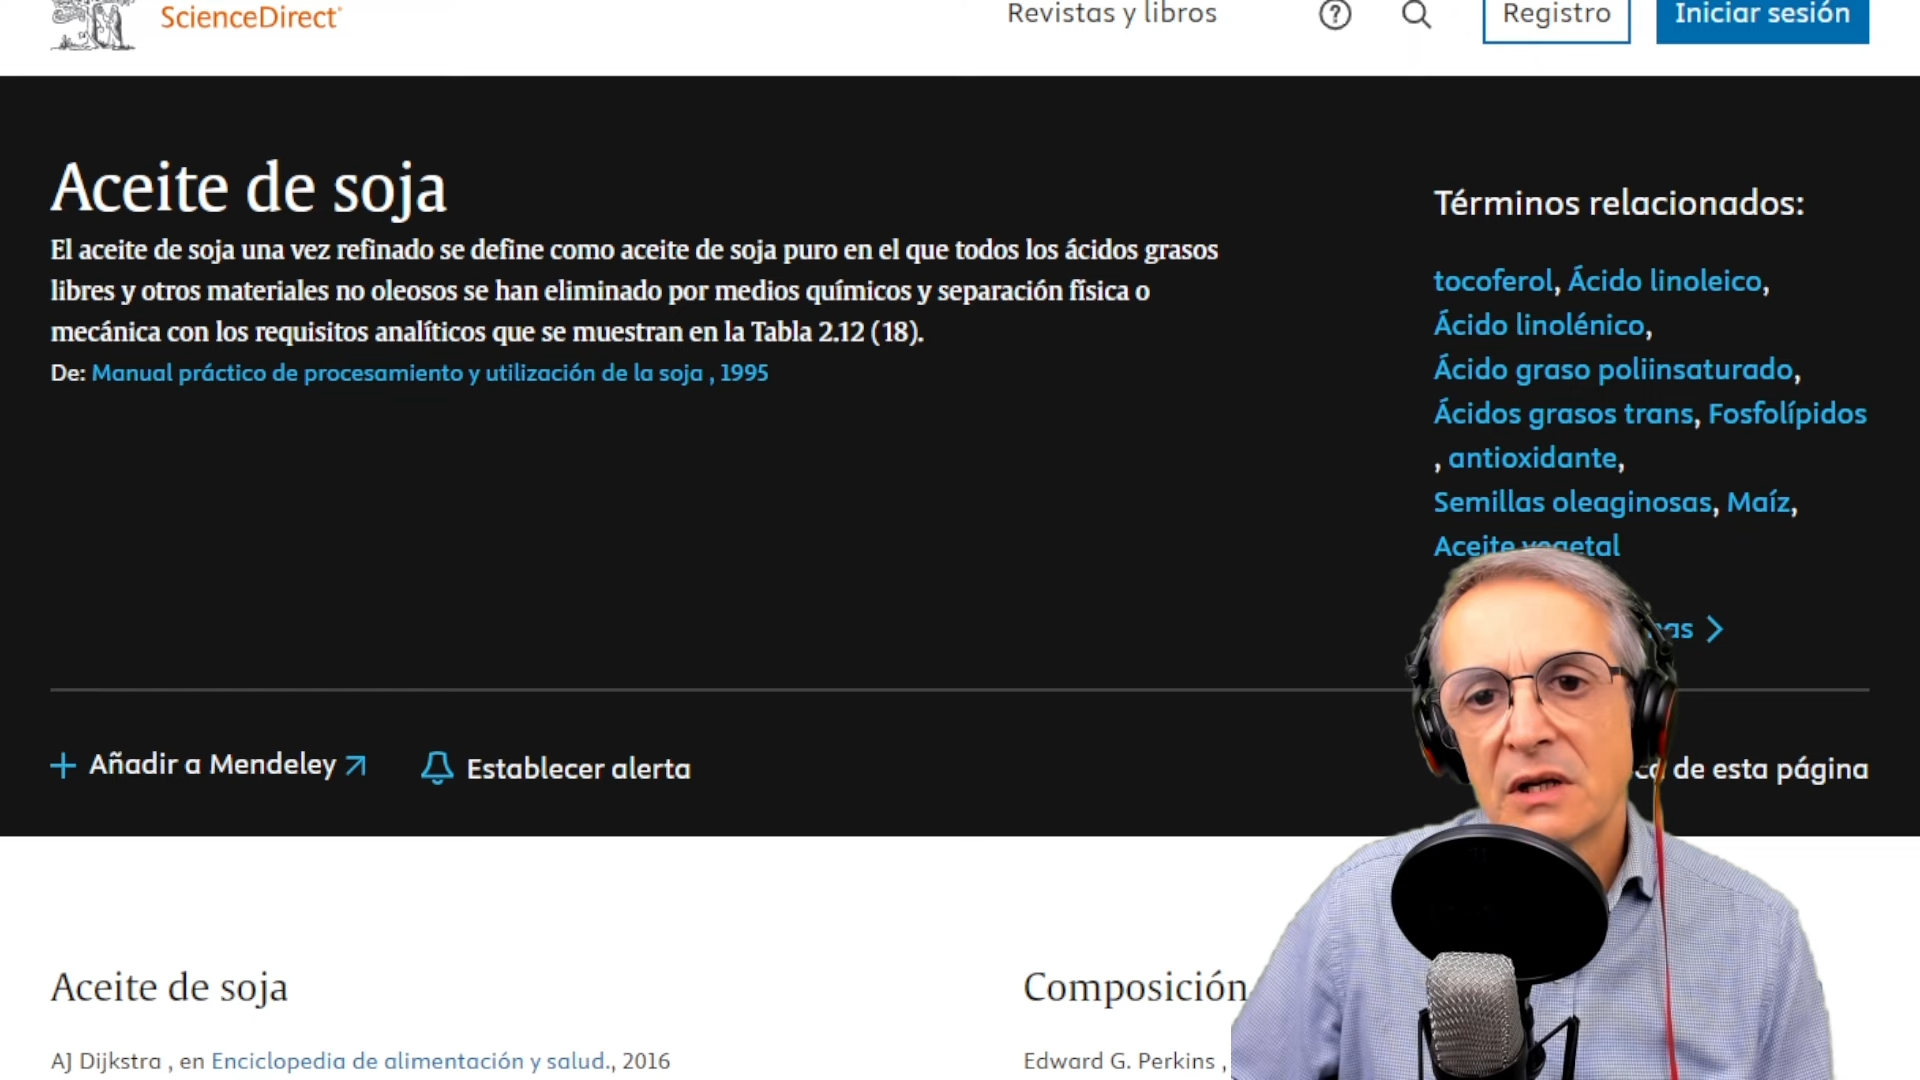 ScienceDirect
Revistas y libros
Registro
Iniciar sesión
Aceite de soja
El aceite de soja una vez refinado se define como aceite de soja puro en el que todos los ácidos grasos
libres y otros materiales no oleosos se han eliminado por medios químicos y separación física o
mecánica con los requisitos analíticos que se muestran en la Tabla 2.12 (18).
De: Manual práctico de procesamiento y utilización de la soja , 1995
Términos relacionados:
tocoferol, Ácido linoleico,
Ácido linolénico,
Ácido graso poliinsaturado,
Ácidos grasos trans, Fosfolípidos
, antioxidante,
Semillas oleaginosas, Maíz,
Aceite vegetal
Añadir a Mendeley
Establecer alerta
de esta página
Aceite de soja
AJ Dijkstra , en Enciclopedia de alimentación y salud., 2016
Composición
Edward G. Perkins ,